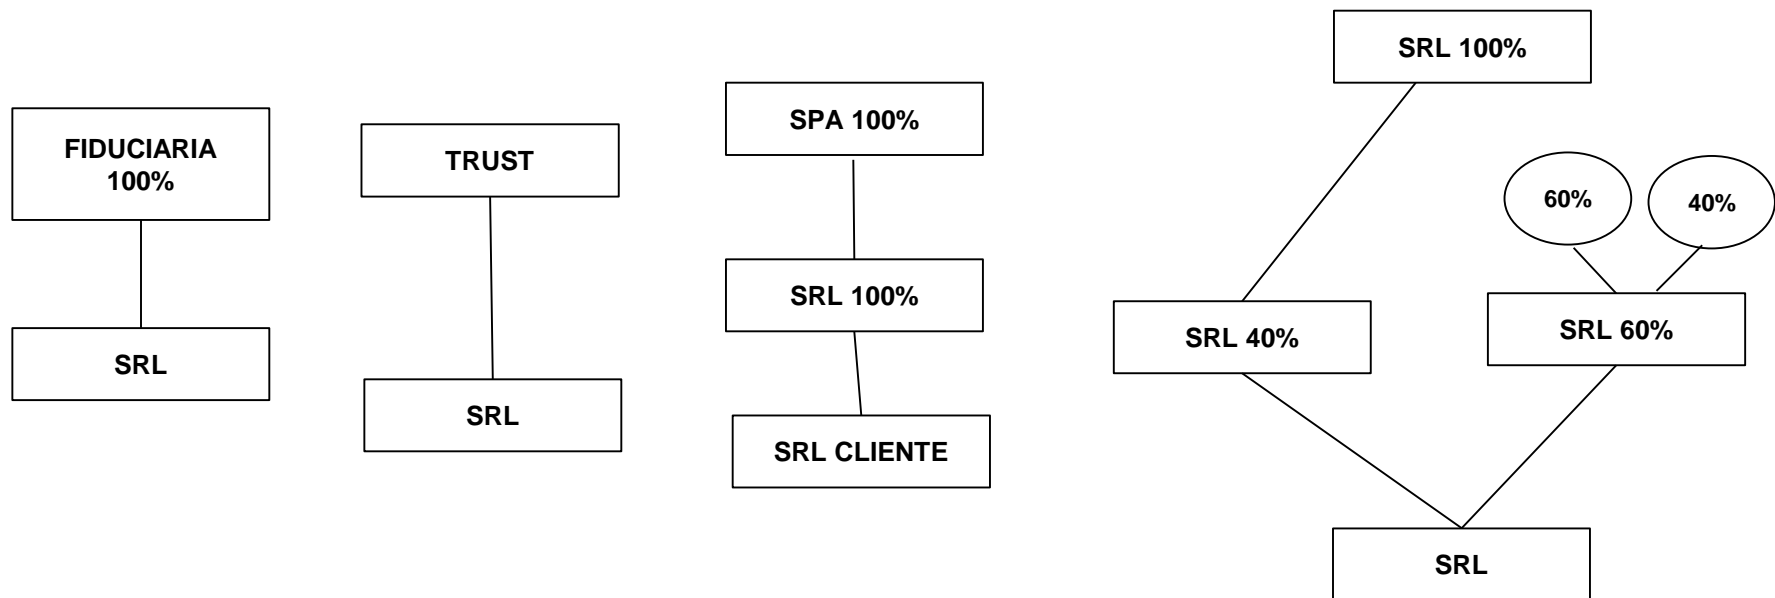 FIDUCIARIA
100%
SRL
TRUST
SRL
SPA 100%
SRL 100%
SRL CLIENTE
SRL 100%
60%
40%
SRL 40%
SRL 60%
SRL